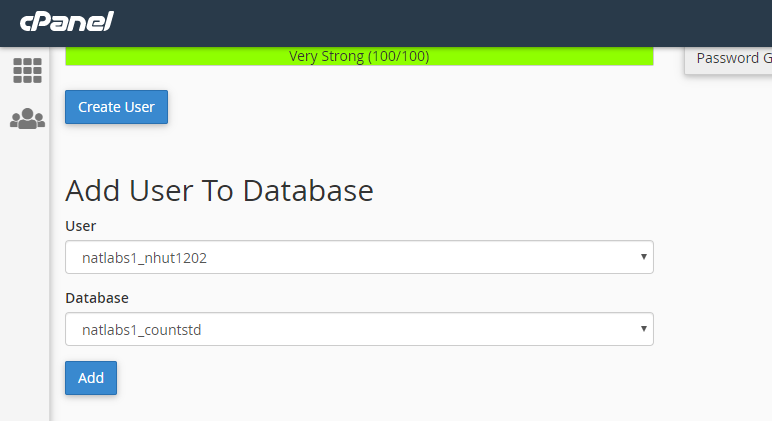 cPanel
Very Strong (100/100)
Password G
Create User
Add User To Database
User
natlabs1_nhut1202
Database
natlabs1_countstd
Add